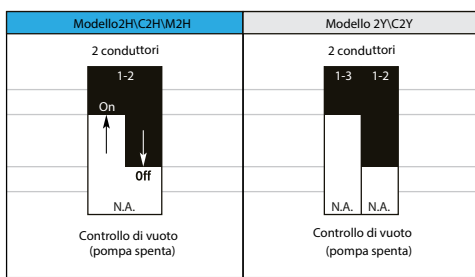 Modello2H\C2H\M2H
Modello 2Y\C2Y
2 conduttori
2 conduttori
1-2
1-3
1-2
On
Off
N.A.
N.A.
N.A.
Controllo di vuoto
(pompa spenta)
Controllo di vuoto
(pompa spenta)